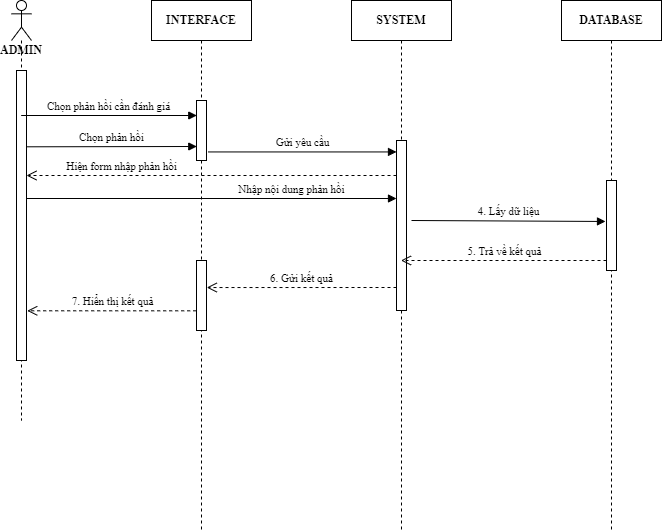 INTERFACE
SYSTEM
DATABASE
ADMIN
Chọn phản hồi cần đánh giá
Chọn phản hồi
Gửi yêu cầu
Hiện form nhập phản hồi
Nhập nội dung phản hồi
4. Lấy dữ liệu
5. Trả về kết quả
6. Gửi kết quả
7. Hiển thị kết quả